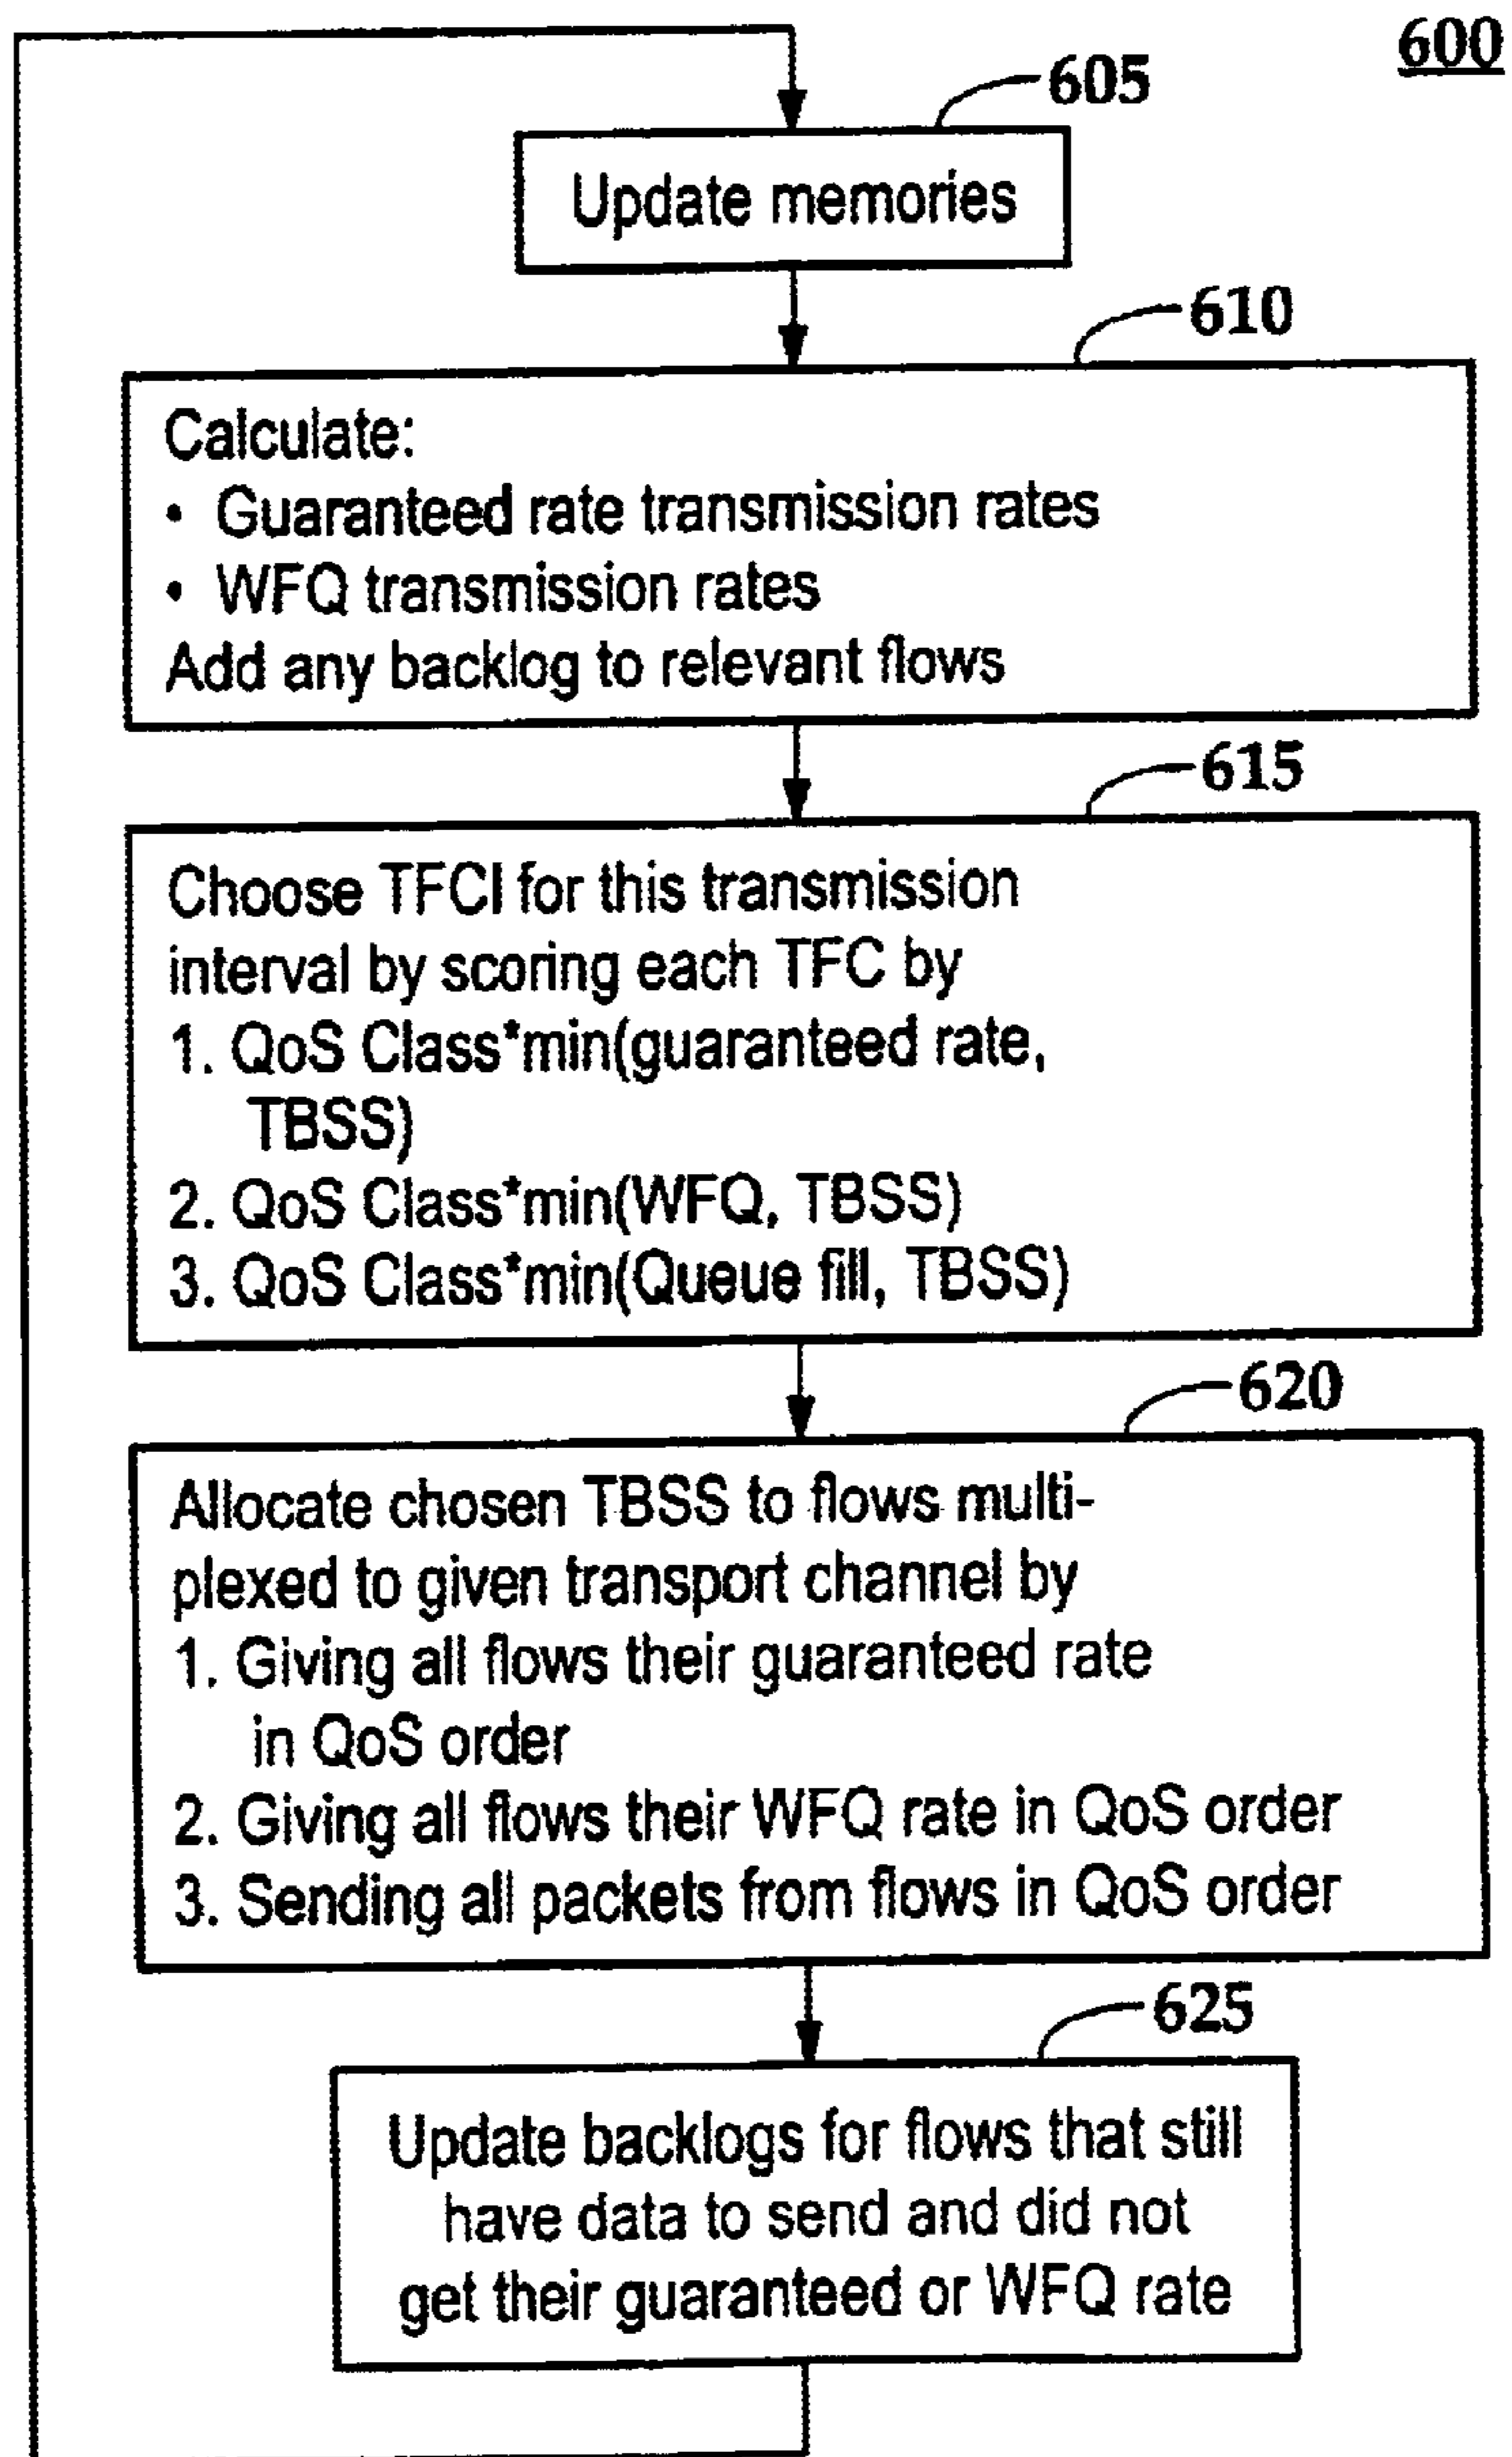 600
605
Update memories
610
Calculate:
• Guaranteed rate transmission rates
• WFQ transmission rates
Add any backlog to relevant flows
615
Choose TFCI for this transmission
interval by scoring each TFC by
1. QoS Class*min(guaranteed rate,
TBSS)
2. QoS Class*min(WFQ, TBSS)
3. QoS Class*min(Queue fill, TBSS)
620
Allocate chosen TBSS to flows multi-
plexed to given transport channel by
1. Giving all flows their guaranteed rate
in QoS order
2. Giving all flows their WFQ rate in QoS order
3. Sending all packets from flows in QoS order
625
Update backlogs for flows that still
have data to send and did not
get their guaranteed or WFQ rate